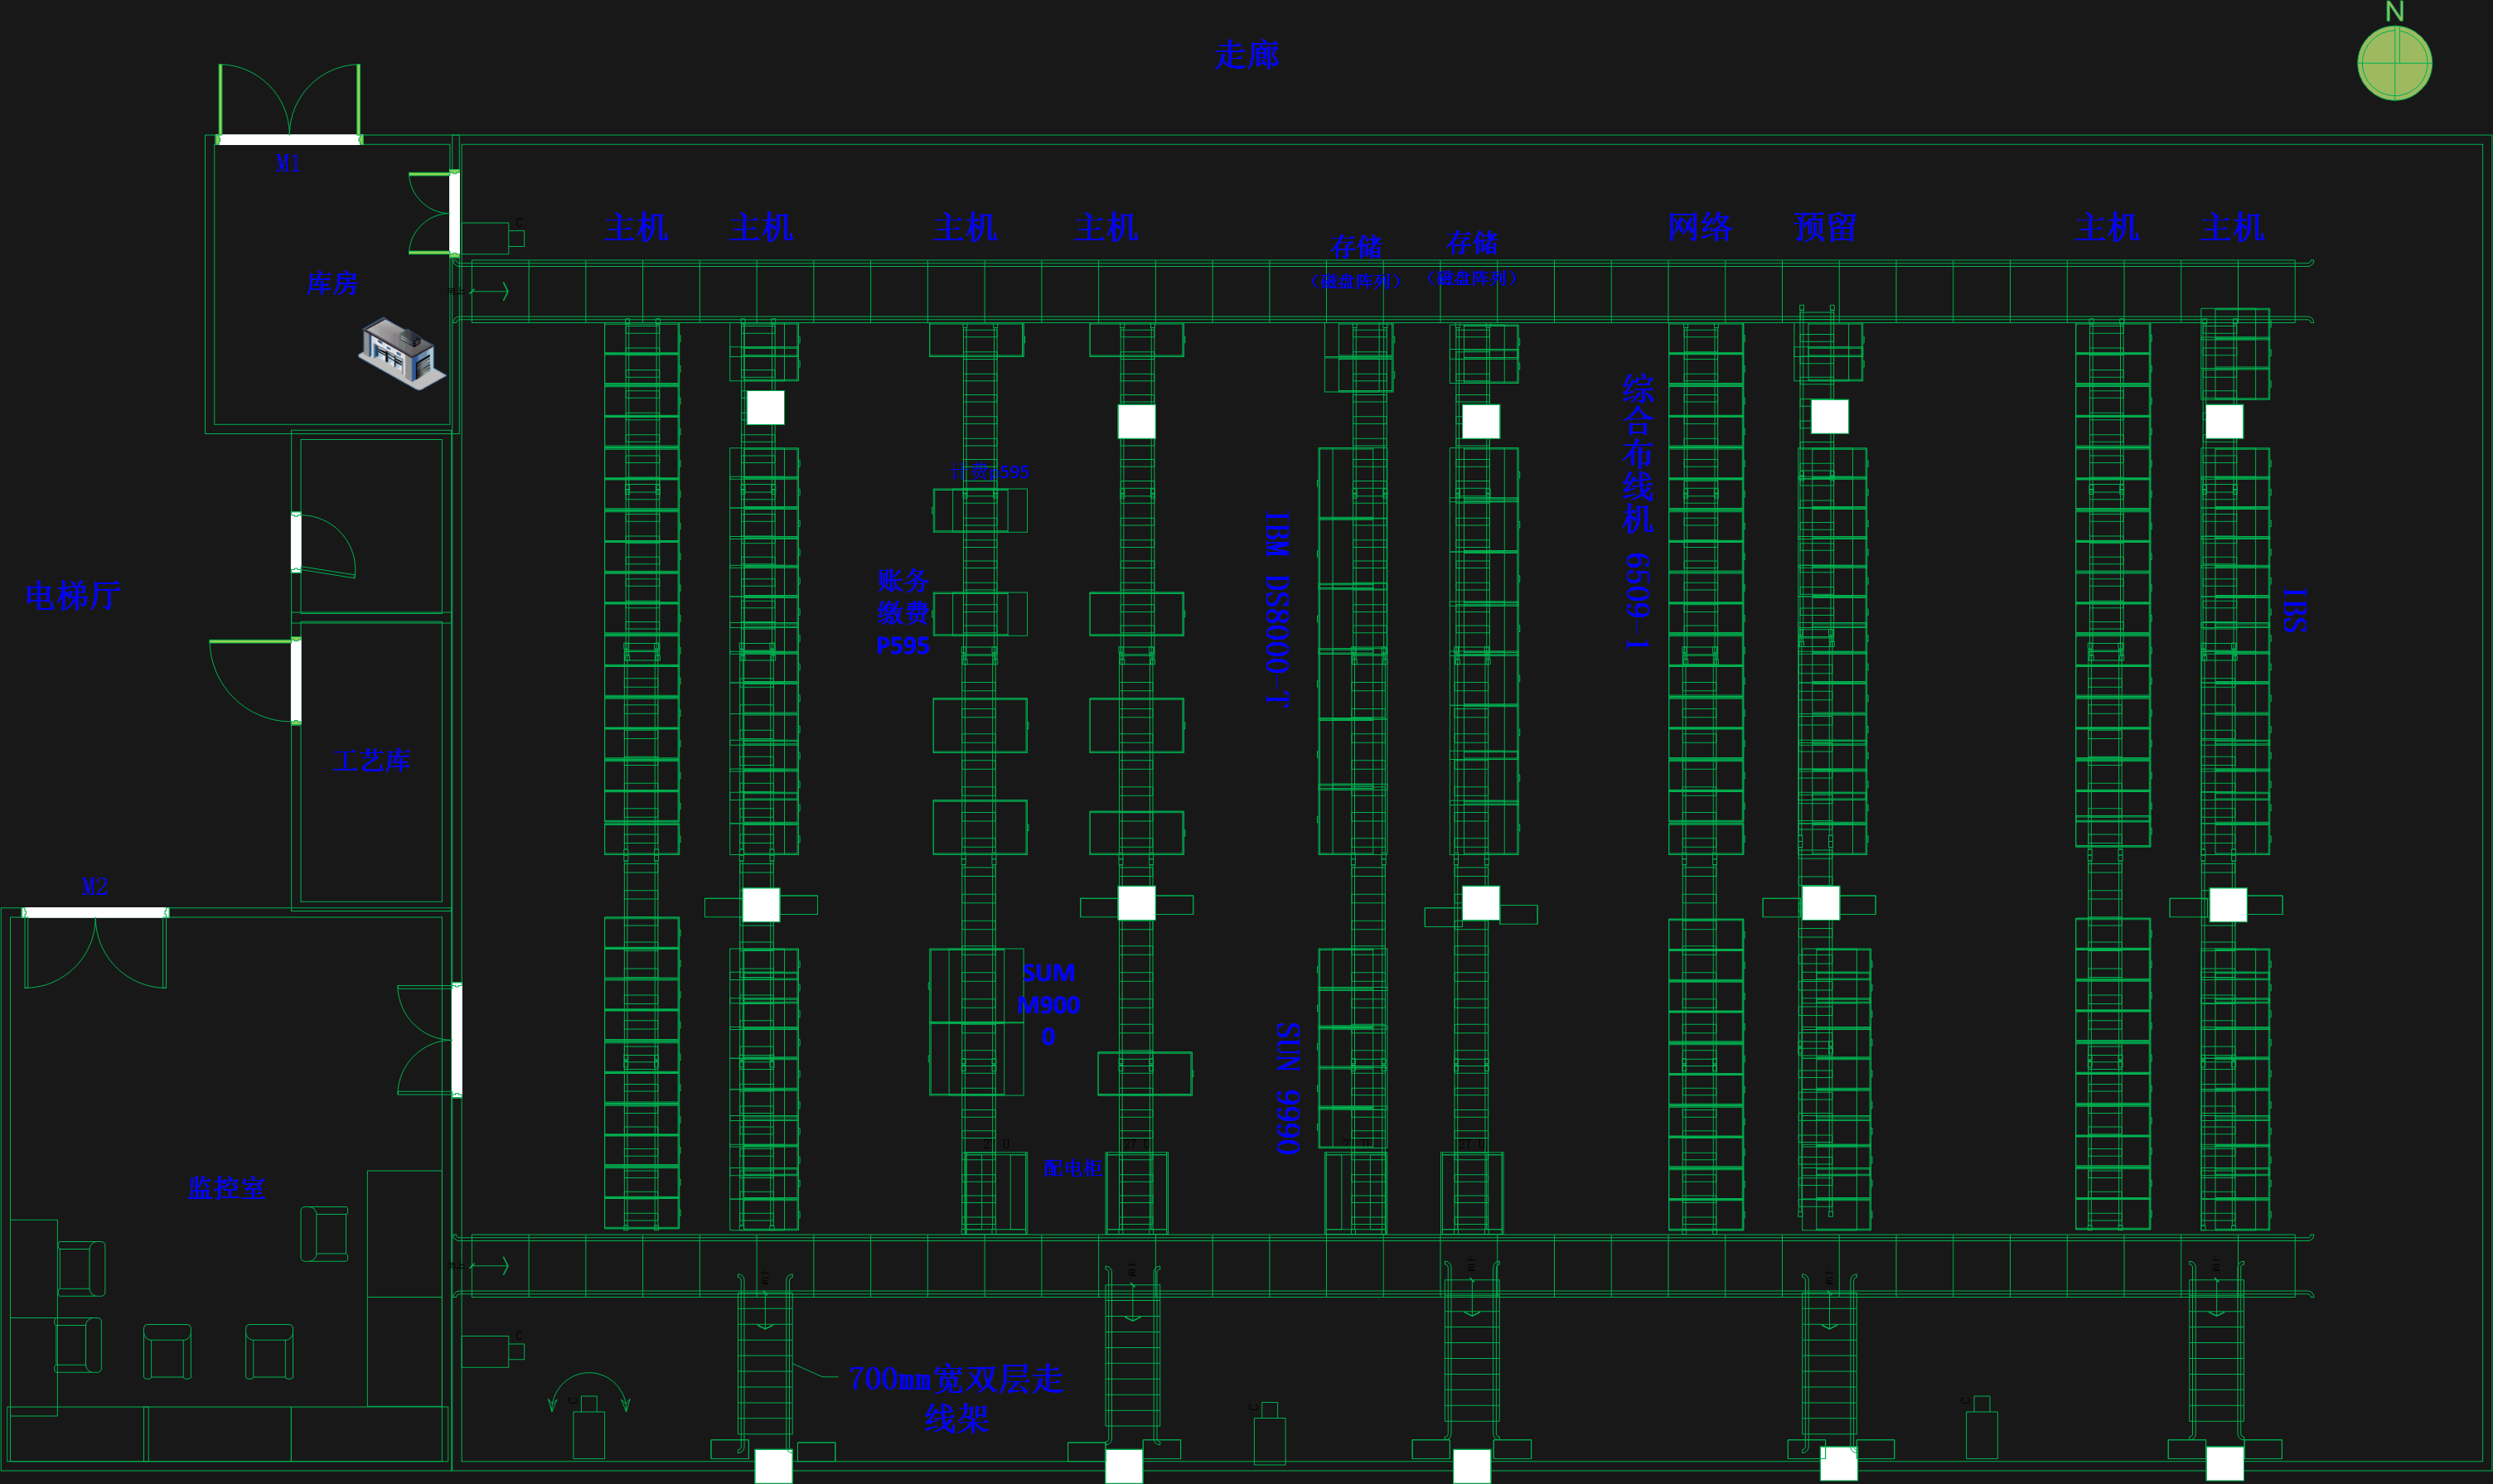 N
走廊
M1
C
主机
主机
主机
主机
存储
（磁盘阵列）
存储
（磁盘阵列）
网络
预留
主机
主机
库房
计费p595
综合布线机 6509 1
IBM DS8000-T
账务
缴费
P595
电梯厅
IBS
工艺库
M2
SUM
M900
0
SUN 9990
27 U
配电柜
监控室
C
700mm宽双层走
线架
C
C
C